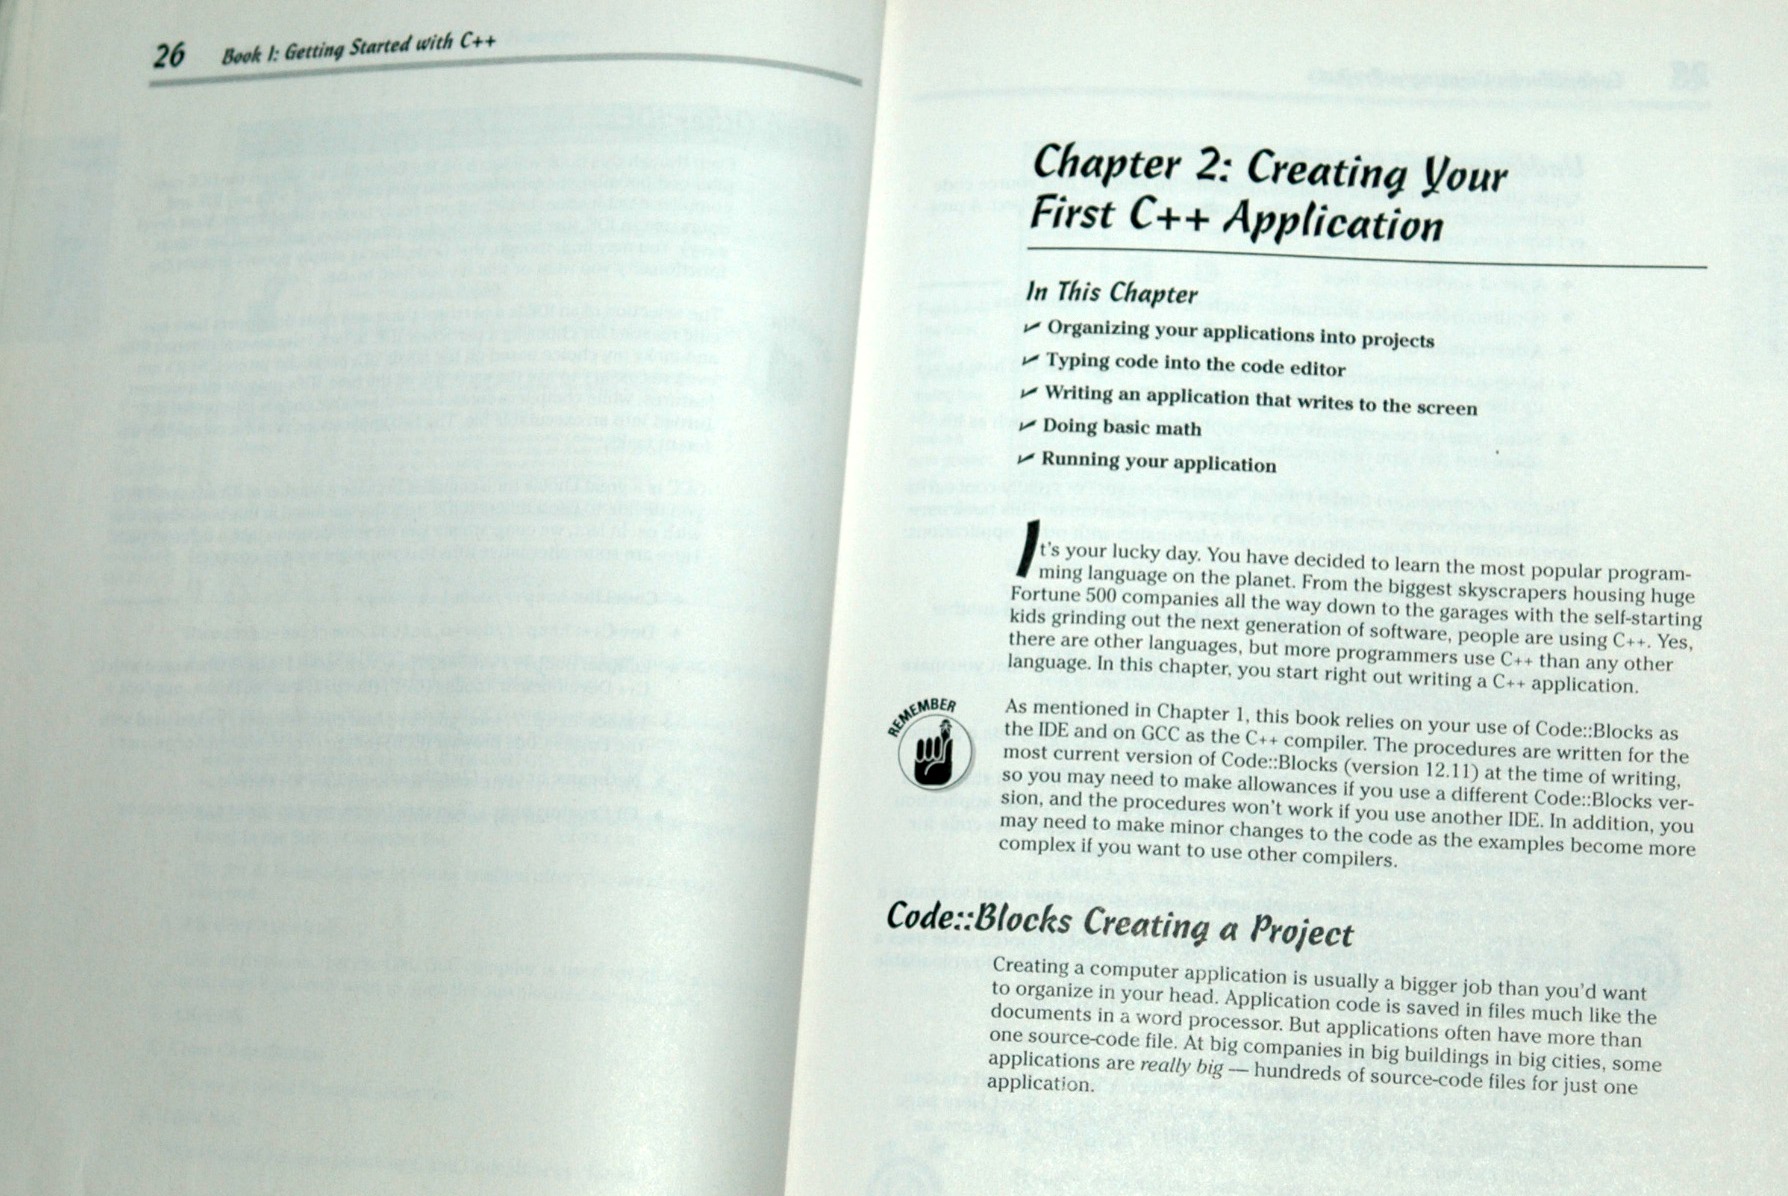 26 Book I: Getting Started with C++
Chapter 2: Creating Your
First C++ Application
In This Chapter
✓ Organizing your applications into projects
✓ Typing code into the code editor
✓ Writing an application that writes to the screen
✓ Doing basic math
✓ Running your application
It's your lucky day. You have decided to learn the most popular program-
ming language on the planet. From the biggest skyscrapers housing huge
Fortune 500 companies all the way down to the garages with the self-starting
kids grinding out the next generation of software, people are using C++. Yes,
there are other languages, but more programmers use C++ than any other
language. In this chapter, you start right out writing a C++ application.
REMEMBER
As mentioned in Chapter 1, this book relies on your use of Code::Blocks as
the IDE and on GCC as the C++ compiler. The procedures are written for the
most current version of Code::Blocks (version 12.11) at the time of writing,
so you may need to make allowances if you use a different Code::Blocks ver-
sion, and the procedures won't work if you use another IDE. In addition, you
may need to make minor changes to the code as the examples become more
complex if you want to use other compilers.
Code::Blocks Creating a Project
Creating a computer application is usually a bigger job than you'd want
to organize in your head. Application code is saved in files much like the
documents in a word processor. But applications often have more than
one source-code file. At big companies in big buildings in big cities, some
applications are really big — hundreds of source-code files for just one
application.